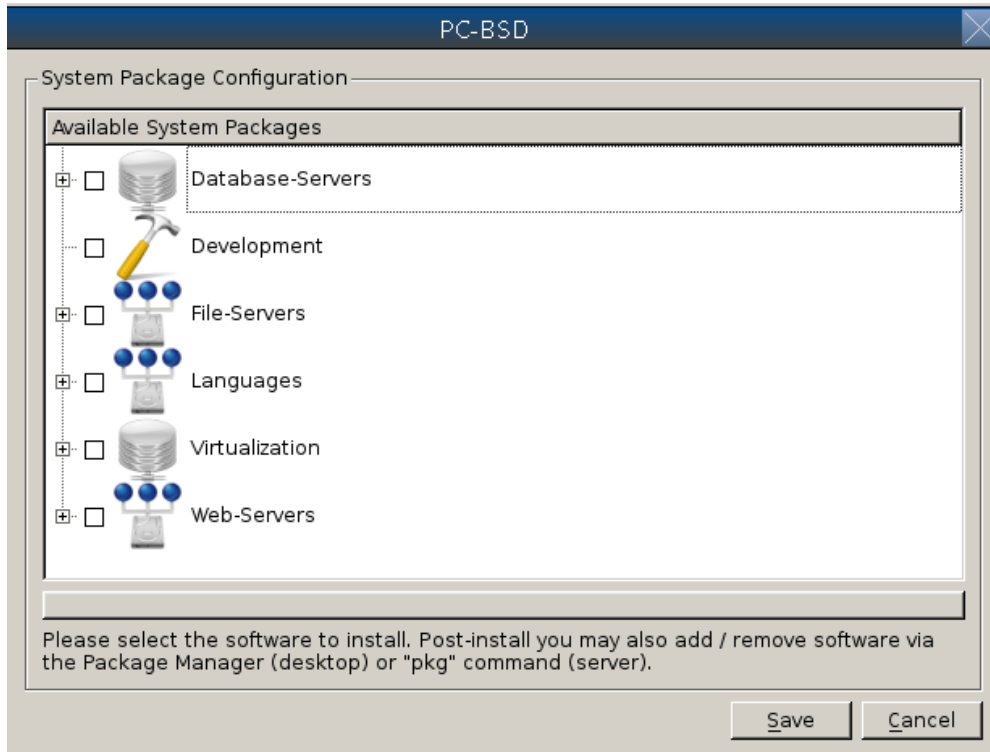 PC-BSD
System Package Configuration
Available System Packages
Database-Servers
Development
File-Servers
Languages
Virtualization
Web-Servers
Please select the software to install. Post-install you may also add / remove software via
the Package Manager (desktop) or "pkg" command (server).
Save
Cancel